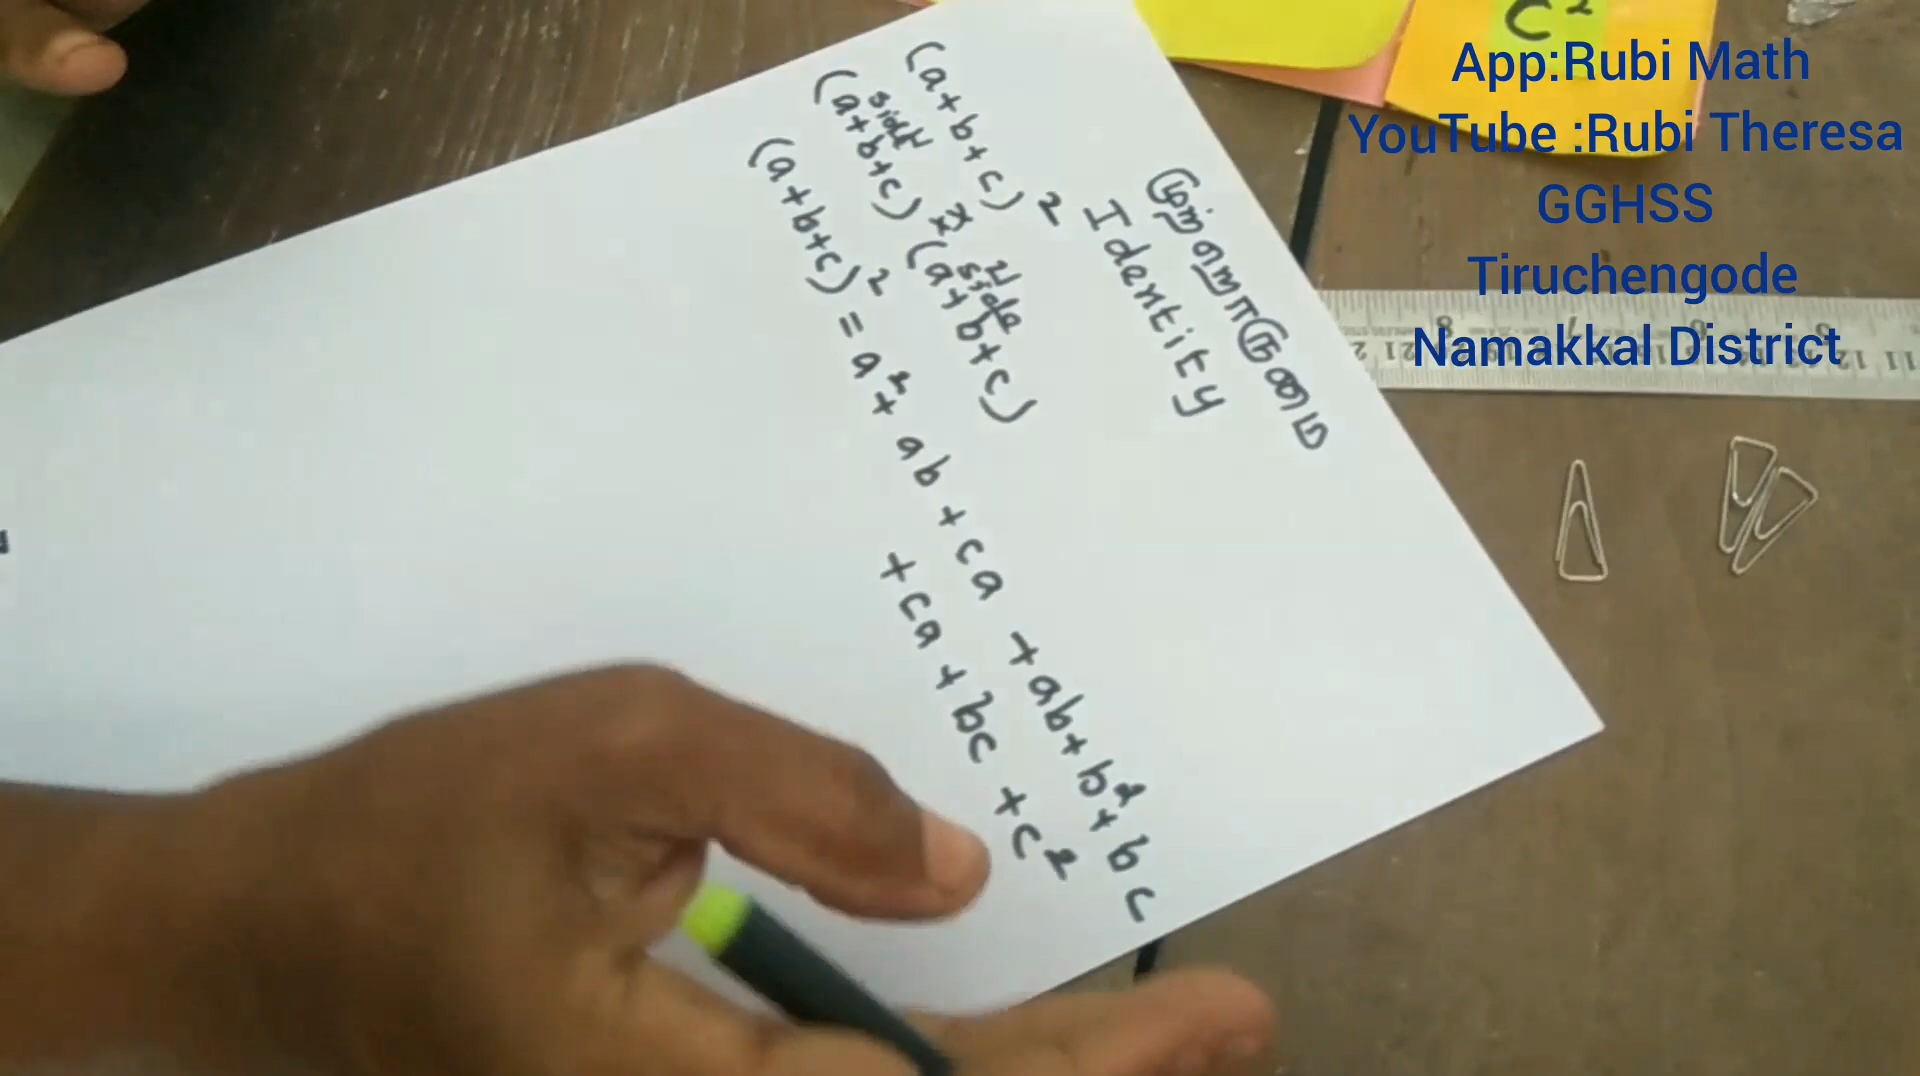 முற்றொருமை
Identity
(a+b+c)²
side × side
(a+b+c) × (a+b+c)
(a+b+c)² = a² + ab + ca + ab + b² + bc
+ ca + bc + c²
c²
App:Rubi Math
YouTube :Rubi Theresa
GGHSS
Tiruchengode
Namakkal District